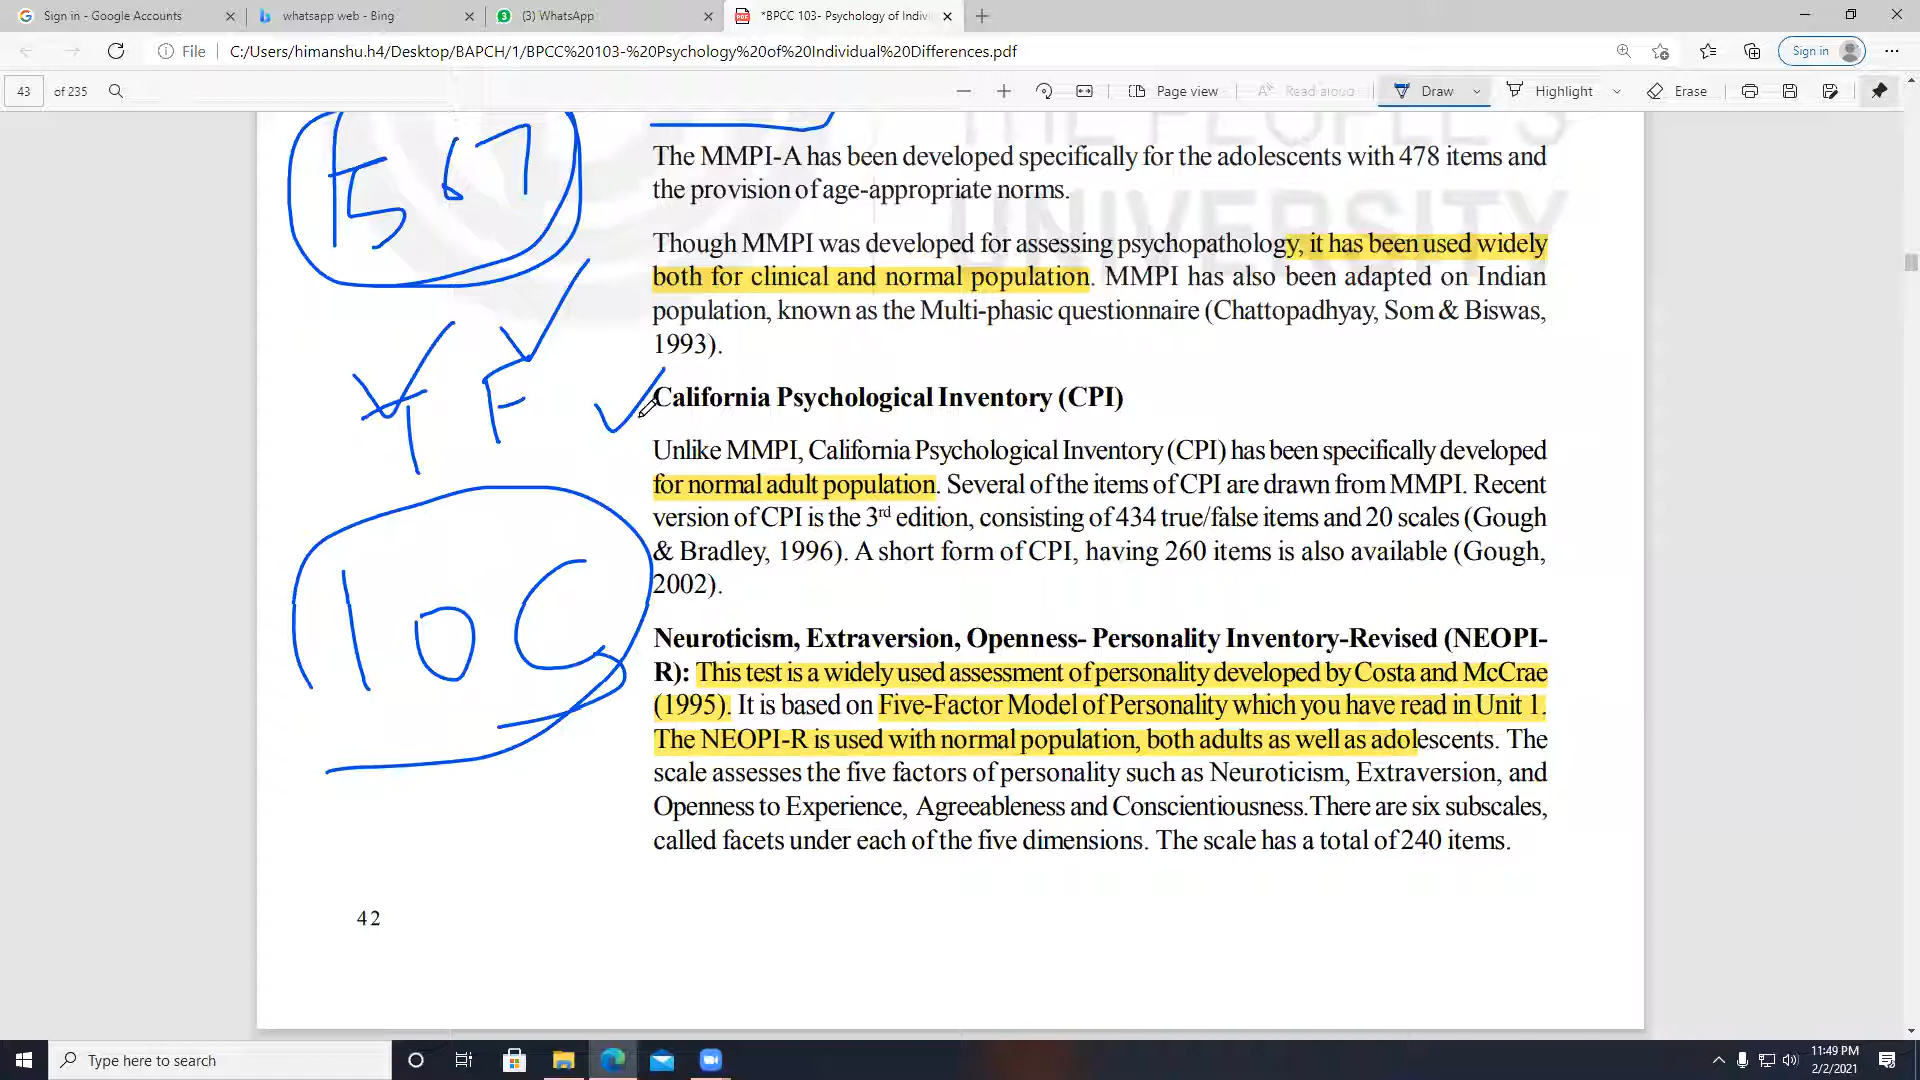 Sign in - Google Accounts
whatsapp web - Bing
(3) WhatsApp
*BPCC 103- Psychology of Indivi
File
C:/Users/himanshu.h4/Desktop/BAPCH/1/BPCC%20103-%20Psychology%20of%20Individual%20Differences.pdf
Sign in
43 of 235
Page view
Read aloud
Draw
Highlight
Erase
THE PEOPLE'S
UNIVERSITY
567
The MMPI-A has been developed specifically for the adolescents with 478 items and
the provision of age-appropriate norms.
Though MMPI was developed for assessing psychopathology, it has been used widely
both for clinical and normal population. MMPI has also been adapted on Indian
population, known as the Multi-phasic questionnaire (Chattopadhyay, Som & Biswas,
1993).
T F
California Psychological Inventory (CPI)
Unlike MMPI, California Psychological Inventory (CPI) has been specifically developed
for normal adult population. Several of the items of CPI are drawn from MMPI. Recent
version of CPI is the 3rd edition, consisting of 434 true/false items and 20 scales (Gough
& Bradley, 1996). A short form of CPI, having 260 items is also available (Gough,
2002).
10 C
Neuroticism, Extraversion, Openness- Personality Inventory-Revised (NEOPI-
R): This test is a widely used assessment of personality developed by Costa and McCrae
(1995). It is based on Five-Factor Model of Personality which you have read in Unit 1.
The NEOPI-R is used with normal population, both adults as well as adolescents. The
scale assesses the five factors of personality such as Neuroticism, Extraversion, and
Openness to Experience, Agreeableness and Conscientiousness.There are six subscales,
called facets under each of the five dimensions. The scale has a total of 240 items.
42
Type here to search
11:49 PM
2/2/2021